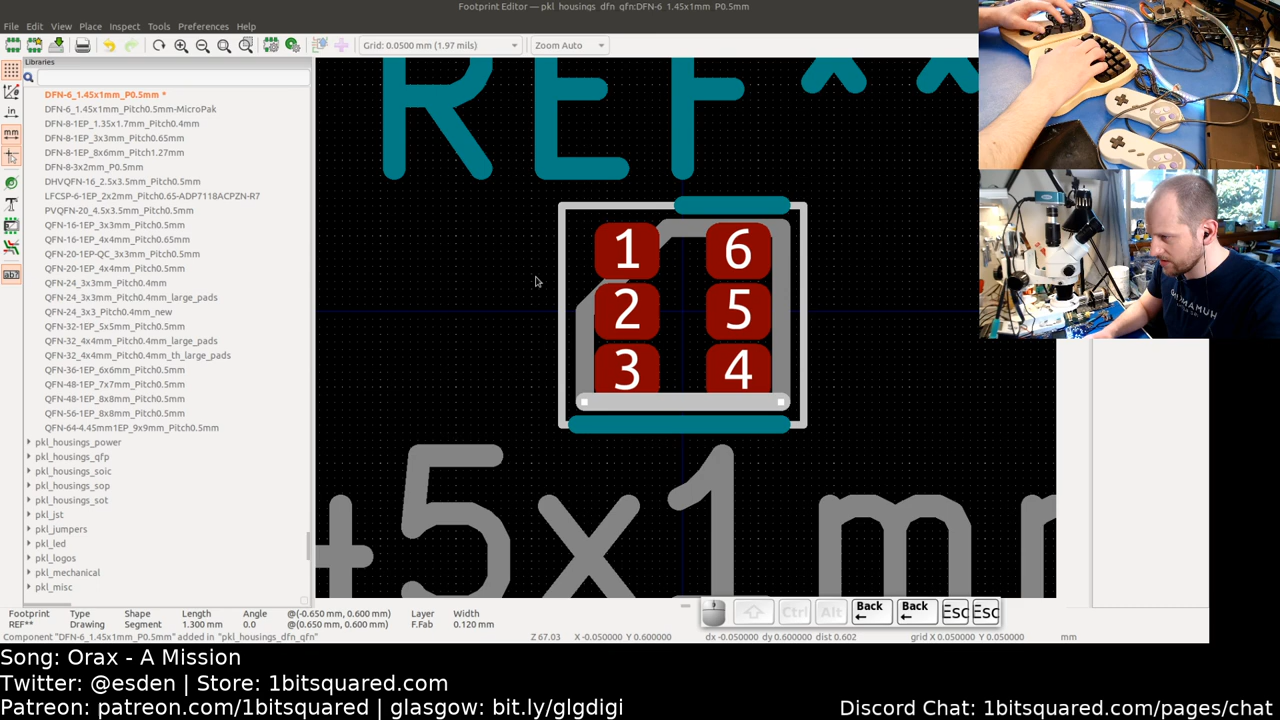 Footprint Editor — pkl_housings_dfn_qfn:DFN-6_1.45x1mm_P0.5mm
File Edit View Place Inspect Tools Preferences Help
Grid: 0.0500 mm (1.97 mils)
Zoom Auto
Libraries
DFN-6_1.45x1mm_P0.5mm *
DFN-6_1.45x1mm_Pitch0.5mm-MicroPak
DFN-8-1EP_1.35x1.7mm_Pitch0.4mm
DFN-8-1EP_3x3mm_Pitch0.65mm
DFN-8-1EP_8x6mm_Pitch1.27mm
DFN-8-3x2mm_P0.5mm
DHVQFN-16_2.5x3.5mm_Pitch0.5mm
LFCSP-6-1EP_2x2mm_Pitch0.65-ADP7118ACPZN-R7
PVQFN-20_4.5x3.5mm_Pitch0.5mm
QFN-16-1EP_3x3mm_Pitch0.5mm
QFN-16-1EP_4x4mm_Pitch0.65mm
QFN-20-1EP-QC_3x3mm_Pitch0.5mm
QFN-20-1EP_4x4mm_Pitch0.5mm
QFN-24_3x3mm_Pitch0.4mm
QFN-24_3x3mm_Pitch0.4mm_large_pads
QFN-24_3x3_Pitch0.4mm_new
QFN-32-1EP_5x5mm_Pitch0.5mm
QFN-32_4x4mm_Pitch0.4mm_large_pads
QFN-32_4x4mm_Pitch0.4mm_th_large_pads
QFN-36-1EP_6x6mm_Pitch0.5mm
QFN-48-1EP_7x7mm_Pitch0.5mm
QFN-48-1EP_8x8mm_Pitch0.5mm
QFN-56-1EP_8x8mm_Pitch0.5mm
QFN-64-4.45mm1EP_9x9mm_Pitch0.5mm
pkl_housings_power
pkl_housings_qfp
pkl_housings_soic
pkl_housings_sop
pkl_housings_sot
pkl_jst
pkl_jumpers
pkl_led
pkl_logos
pkl_mechanical
pkl_misc
in
mm
REF**
1 6
2 5
3 4
45x1mm
Ctrl Alt Back Back Esc Esc
Footprint Type Shape Length Angle @(-0.650 mm, 0.600 mm) Layer Width
REF** Drawing Segment 1.300 mm 0.0 @(0.650 mm, 0.600 mm) F.Fab 0.120 mm
Component "DFN-6_1.45x1mm_P0.5mm" added in "pkl_housings_dfn_qfn" Z 67.03 X -0.050000 Y 0.600000 dx -0.050000 dy 0.600000 dist 0.602 grid X 0.050000 Y 0.050000 mm
Song: Orax - A Mission
Twitter: @esden | Store: 1bitsquared.com
Patreon: patreon.com/1bitsquared | glasgow: bit.ly/glgdigi
Discord Chat: 1bitsquared.com/pages/chat